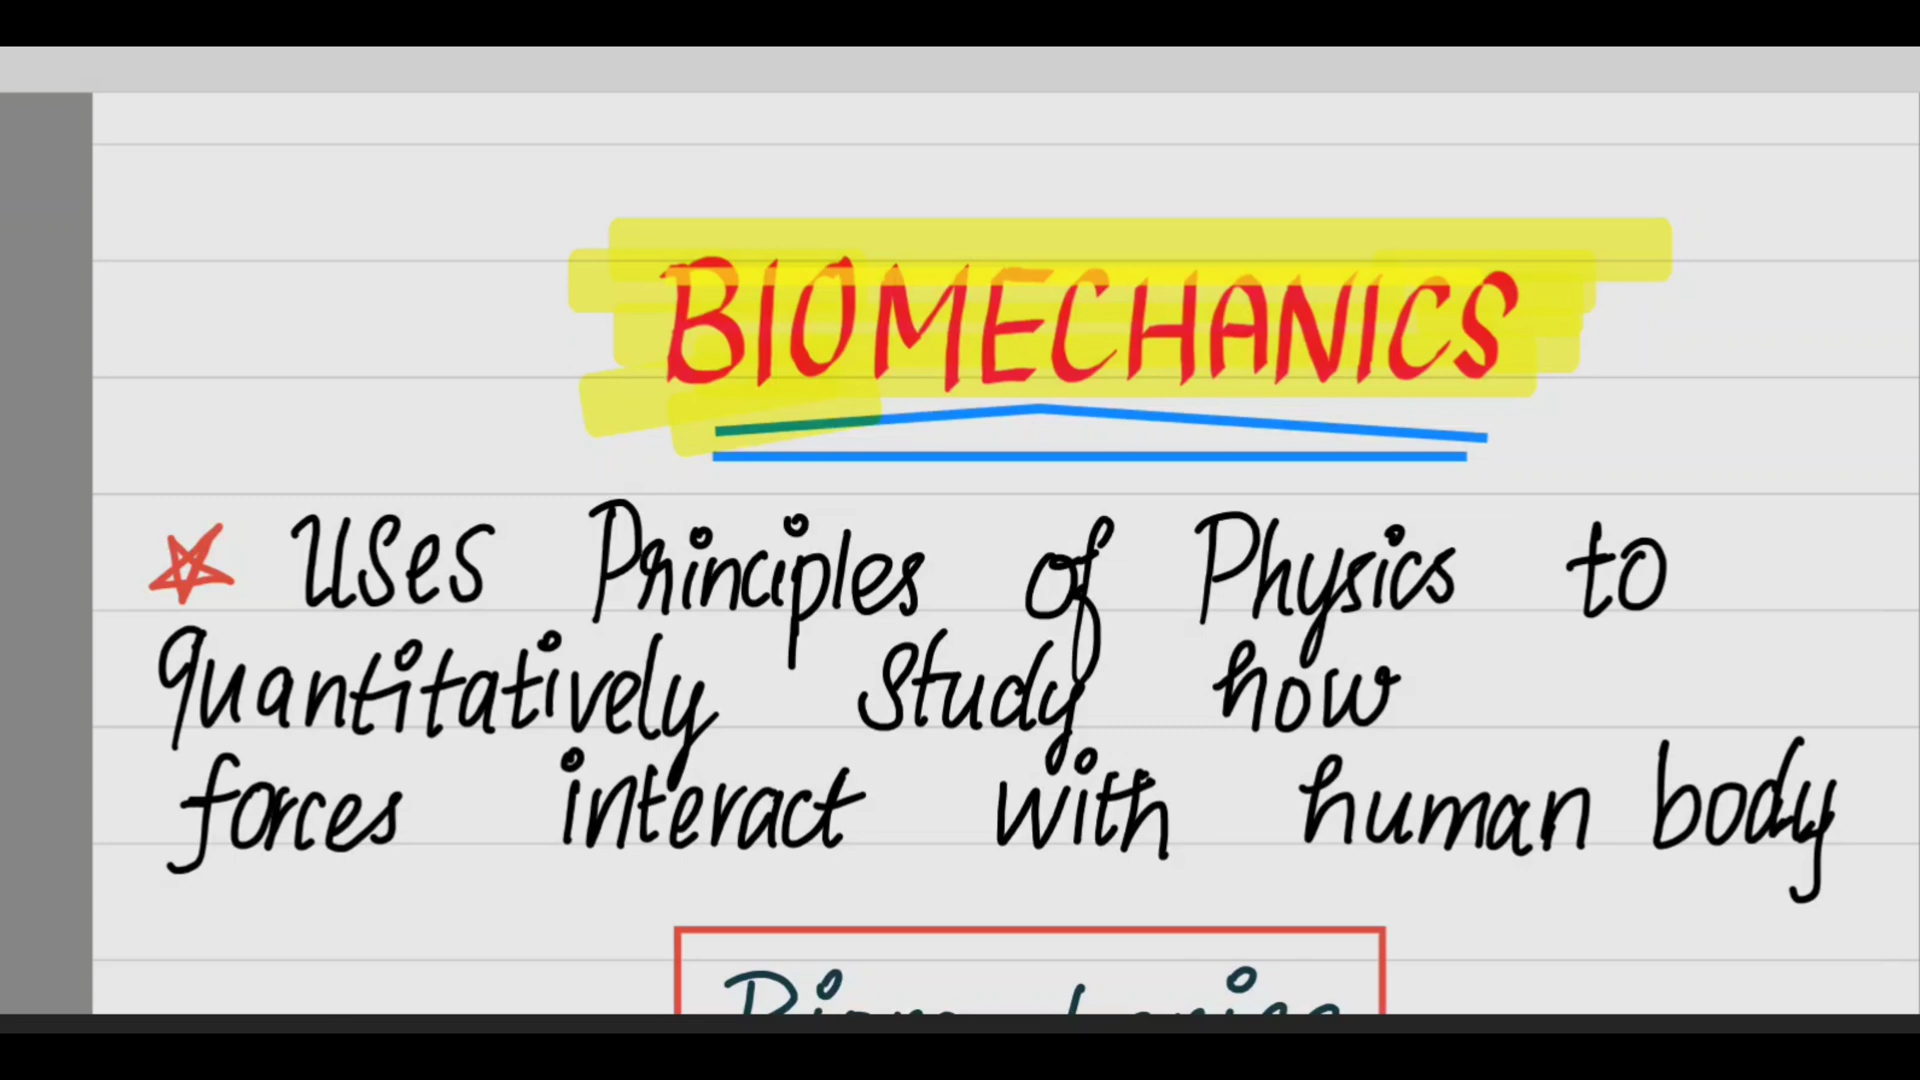 BIOMECHANICS
Uses Principles of Physics to
quantitatively study how
forces interact with human body